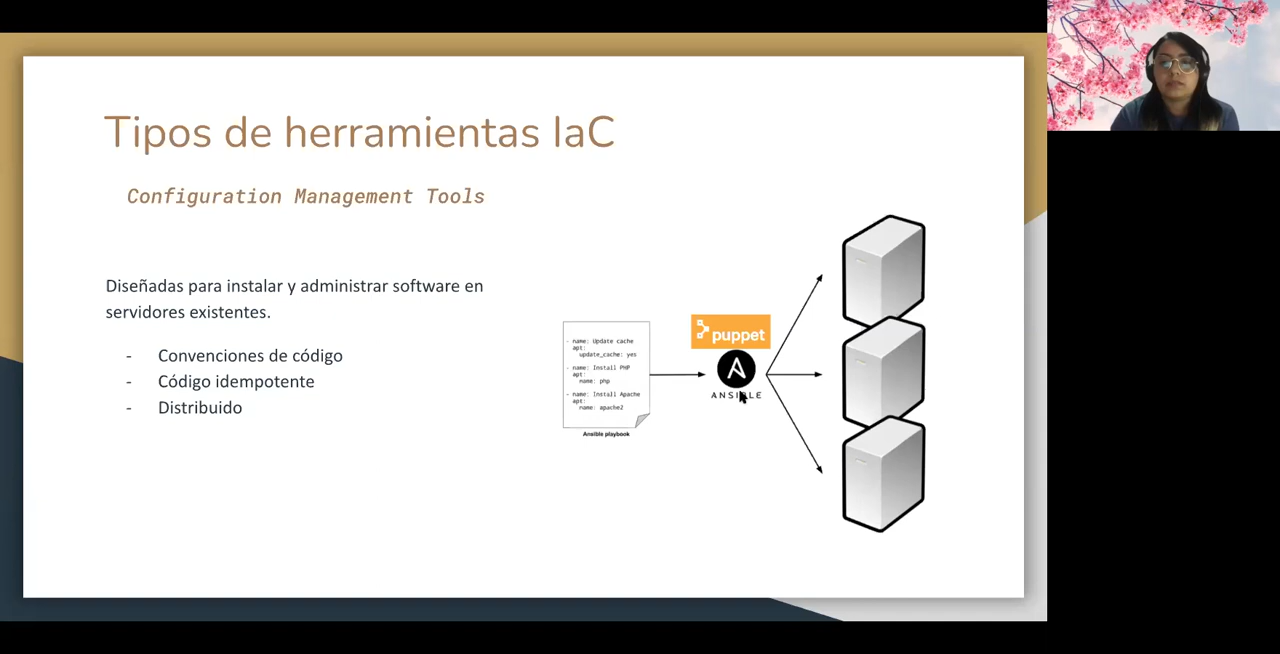 Tipos de herramientas IaC
Configuration Management Tools
Diseñadas para instalar y administrar software en
servidores existentes.
- Convenciones de código
- Código idempotente
- Distribuido
- name: Update cache
apt:
update_cache: yes
- name: Install PHP
apt:
name: php
- name: Install Apache
apt:
name: apache2
Ansible playbook
puppet
ANSIBLE